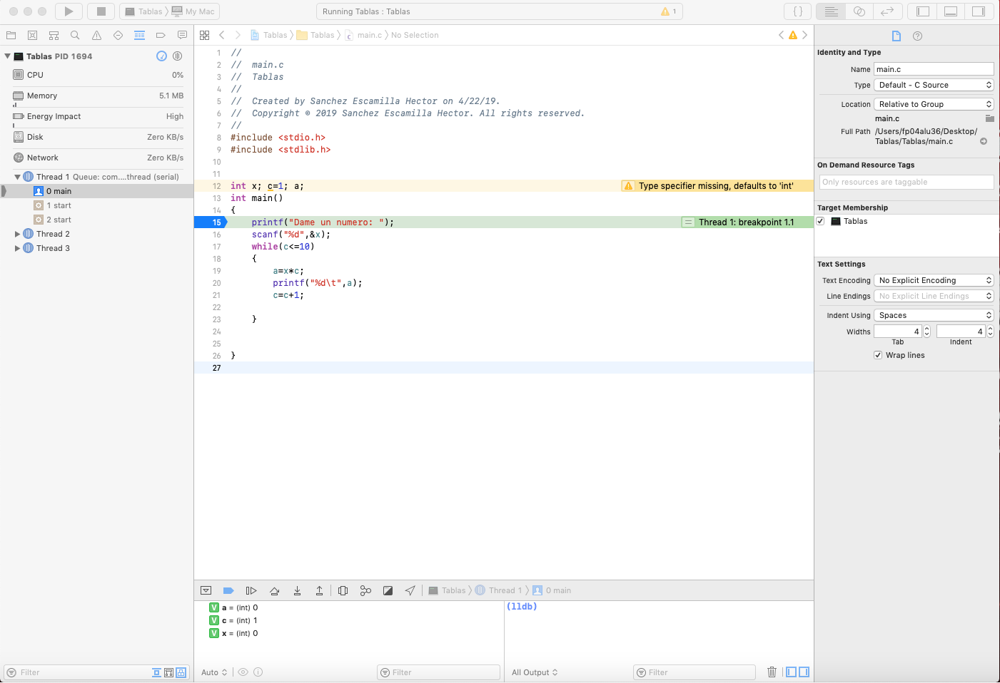 Tablas My Mac Running Tablas : Tablas 1 { }
Tablas PID 1694
CPU 0%
Memory 5.1 MB
Energy Impact High
Disk Zero KB/s
Network Zero KB/s
Thread 1 Queue: com....thread (serial)
0 main
1 start
2 start
Thread 2
Thread 3
Filter
Tablas Tablas c main.c No Selection
1 //
2 //  main.c
3 //  Tablas
4 //
5 //  Created by Sanchez Escamilla Hector on 4/22/19.
6 //  Copyright © 2019 Sanchez Escamilla Hector. All rights reserved.
7 //
8 #include <stdio.h>
9 #include <stdlib.h>
10
11
12 int x; c=1; a; Type specifier missing, defaults to 'int'
13 int main()
14 {
15     printf("Dame un numero: "); Thread 1: breakpoint 1.1
16     scanf("%d",&x);
17     while(c<=10)
18     {
19         a=x*c;
20         printf("%d\t",a);
21         c=c+1;
22
23     }
24
25
26 }
27
Tablas Thread 1 0 main
V a = (int) 0
V c = (int) 1
V x = (int) 0
(lldb)
Auto Filter All Output Filter
Identity and Type
Name main.c
Type Default - C Source
Location Relative to Group
main.c
Full Path /Users/fp04alu36/Desktop/
Tablas/Tablas/main.c
On Demand Resource Tags
Only resources are taggable
Target Membership
Tablas
Text Settings
Text Encoding No Explicit Encoding
Line Endings No Explicit Line Endings
Indent Using Spaces
Widths 4 4
Tab Indent
Wrap lines